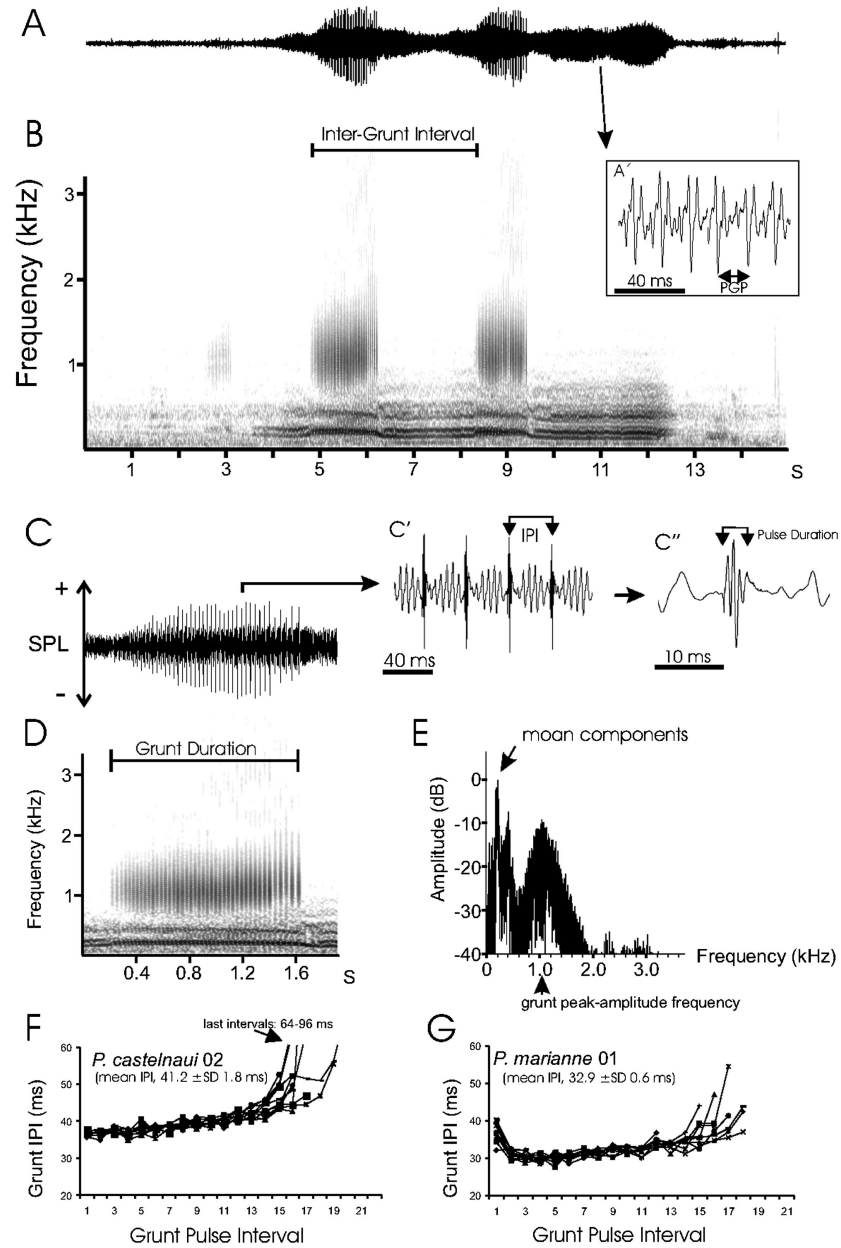 A
B
Inter-Grunt Interval
Frequency (kHz)
3
2
1
A´
40 ms
PGP
1 3 5 7 9 11 13 S
C
+
SPL
-
C'
IPI
40 ms
C"
Pulse Duration
10 ms
D
Grunt Duration
Frequency (kHz)
3
2
1
0.4 0.8 1.2 1.6 S
E
moan components
Amplitude (dB)
0
-10
-20
-30
-40
0 1.0 2.0 3.0 Frequency (kHz)
grunt peak-amplitude frequency
F
last intervals: 64-96 ms
P. castelnaui 02
(mean IPI, 41.2 ±SD 1.8 ms)
Grunt IPI (ms)
60
50
40
30
20
1 3 5 7 9 11 13 15 17 19 21
Grunt Pulse Interval
G
P. marianne 01
(mean IPI, 32.9 ±SD 0.6 ms)
Grunt IPI (ms)
60
50
40
30
20
1 3 5 7 9 11 13 15 17 19 21
Grunt Pulse Interval